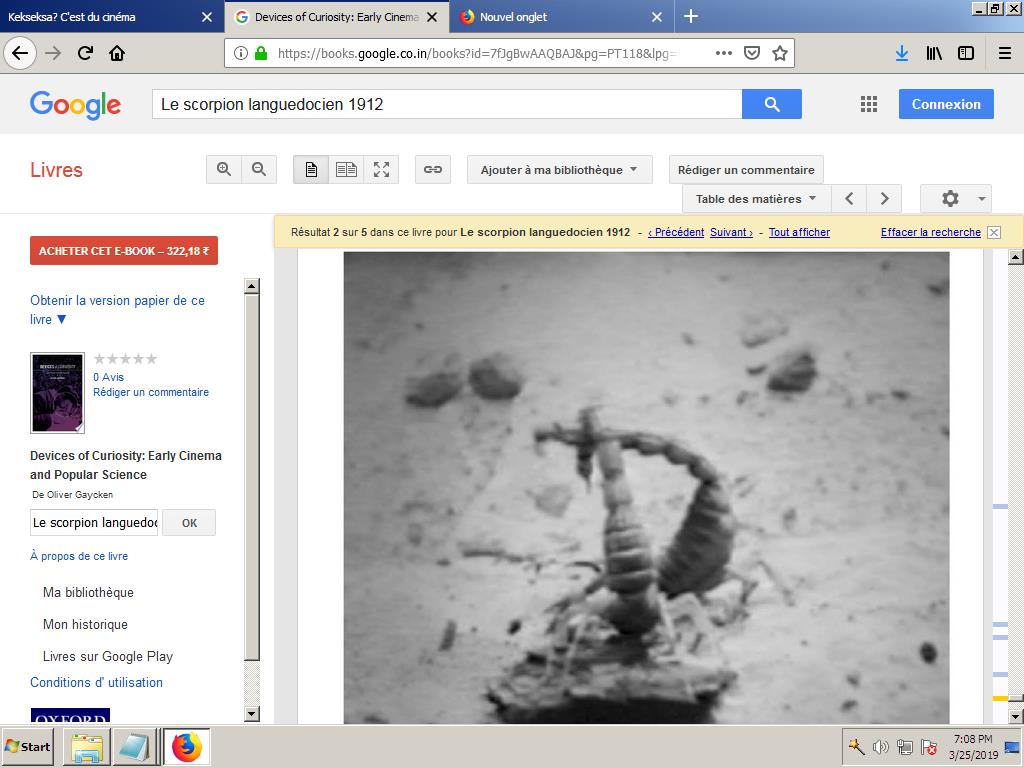 Kekseksa? C'est du cinéma
Devices of Curiosity: Early Cinema
Nouvel onglet
https://books.google.co.in/books?id=7fJgBwAAQBAJ&pg=PT118&lpg=
Google
Le scorpion languedocien 1912
Connexion
Livres
Ajouter à ma bibliothèque
Rédiger un commentaire
Table des matières
Résultat 2 sur 5 dans ce livre pour Le scorpion languedocien 1912 - ‹ Précédent Suivant › - Tout afficher
Effacer la recherche
ACHETER CET E-BOOK – 322,18 ₹
Obtenir la version papier de ce
livre ▼
0 Avis
Rédiger un commentaire
DEVICES of CURIOSITY
Devices of Curiosity: Early Cinema
and Popular Science
De Oliver Gaycken
Le scorpion languedoc
OK
À propos de ce livre
Ma bibliothèque
Mon historique
Livres sur Google Play
Conditions d' utilisation
OXFORD
Start
7:08 PM
3/25/2019